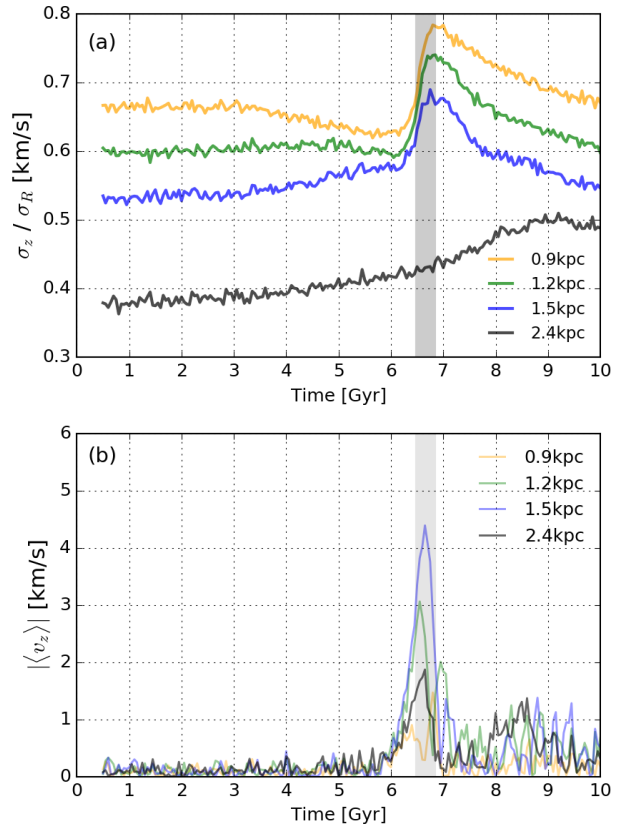 (a)
0.8
0.7
0.6
0.5
0.4
0.3
σ_z / σ_R [km/s]
0.9kpc
1.2kpc
1.5kpc
2.4kpc
0 1 2 3 4 5 6 7 8 9 10
Time [Gyr]
(b)
6
5
4
3
2
1
0
|⟨v_z⟩| [km/s]
0.9kpc
1.2kpc
1.5kpc
2.4kpc
0 1 2 3 4 5 6 7 8 9 10
Time [Gyr]